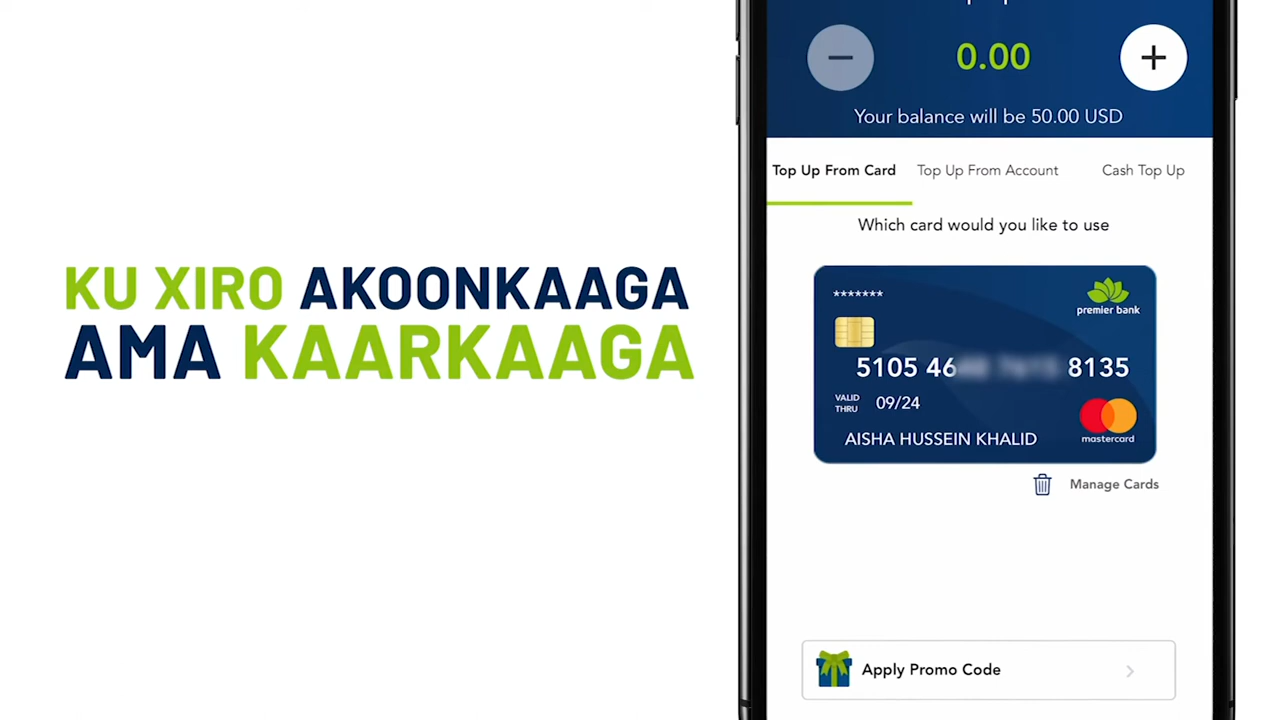 KU XIRO AKOONKAAGA
AMA KAARKAAGA
0.00
Your balance will be 50.00 USD
Top Up From Card
Top Up From Account
Cash Top Up
Which card would you like to use
*******
premier bank
5105 46
8135
VALID
THRU
09/24
AISHA HUSSEIN KHALID
mastercard
Manage Cards
Apply Promo Code